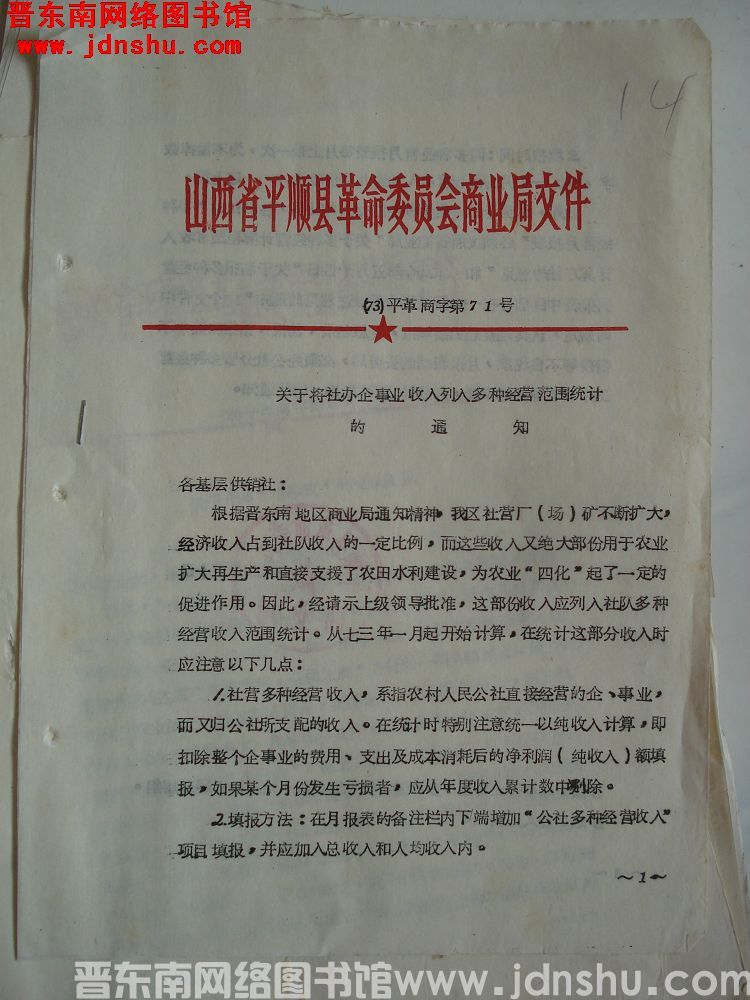 晋东南网络图书馆
www.jdnshu.com
14
山西省平顺县革命委员会商业局文件
(73)平革商字第71号
关于将社办企事业收入列入多种经营范围统计
的通知
各基层供销社：
根据晋东南地区商业局通知精神，我区社营厂(场)矿不断扩大，
经济收入占到社队收入的一定比例，而这些收入又绝大部份用于农业
扩大再生产和直接支援了农田水利建设，为农业“四化”起了一定的
促进作用。因此，经请示上级领导批准，这部份收入应列入社队多种
经营收入范围统计。从七三年一月起开始计算，在统计这部分收入时
应注意以下几点：
1.社营多种经营收入，系指农村人民公社直接经营的企、事业，
而又归公社所支配的收入。在统计时特别注意统一以纯收入计算，即
扣除整个企事业的费用、支出及成本消耗后的净利润(纯收入)额填
报，如果某个月份发生亏损者，应从年度收入累计数中剔除。
2.填报方法：在月报表的备注栏内下端增加“公社多种经营收入”
项目填报，并应加入总收入和人均收入内。
～1～
晋东南网络图书馆www.jdnshu.com